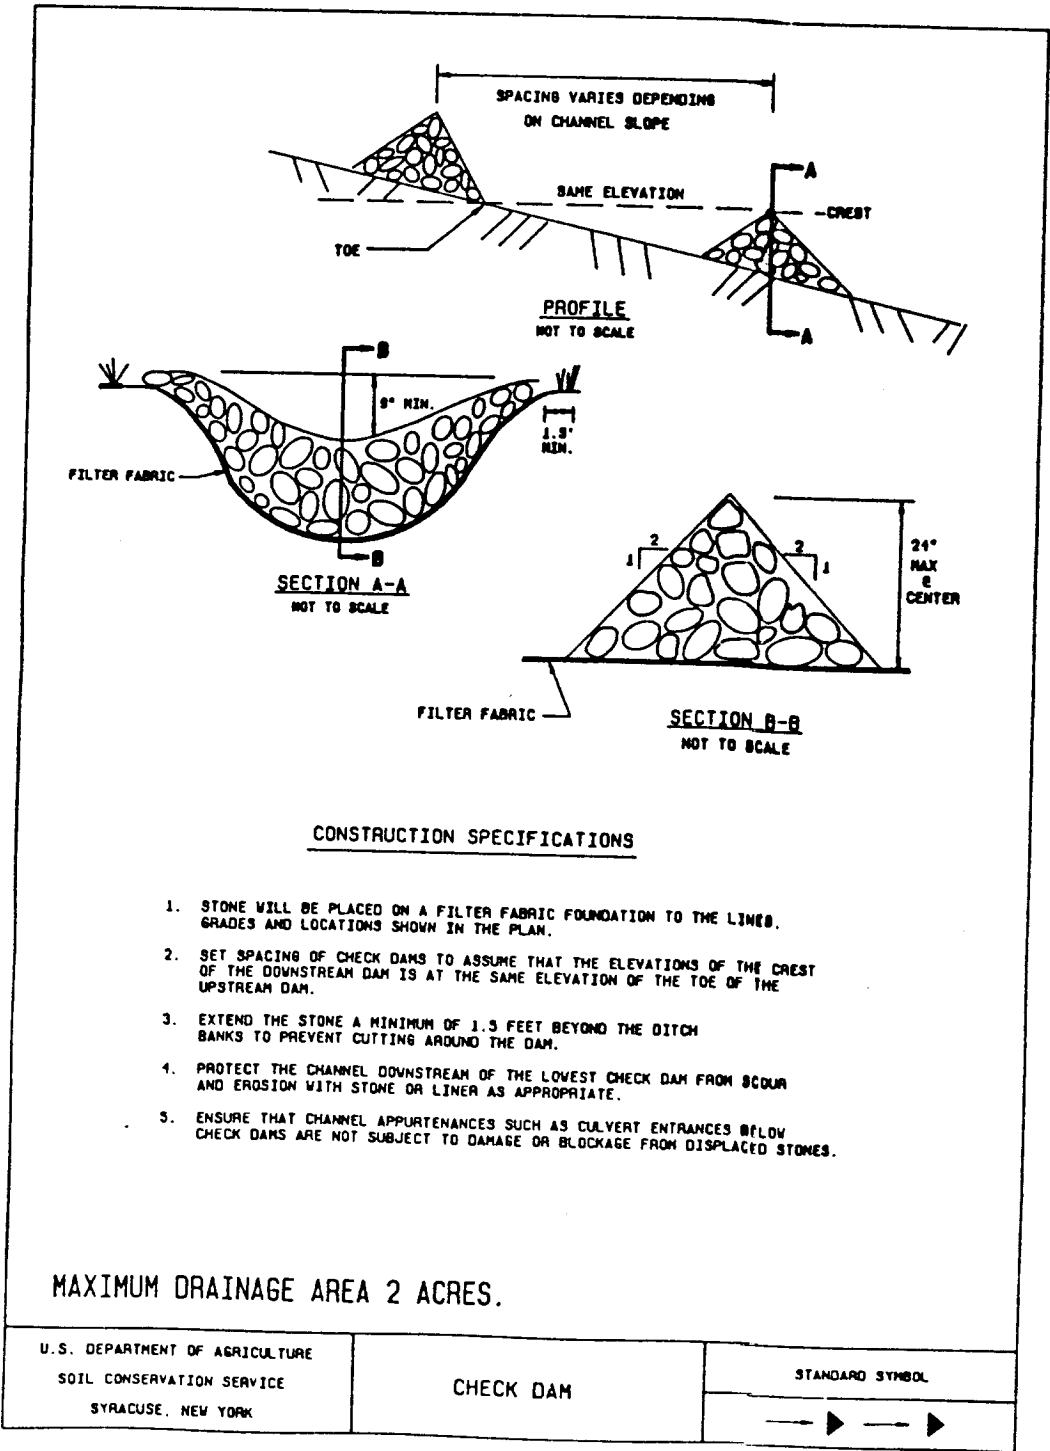 SPACING VARIES DEPENDING
ON CHANNEL SLOPE
A
SAME ELEVATION
CREST
TOE
PROFILE
NOT TO SCALE
A
B
9" MIN.
1.5'
MIN.
FILTER FABRIC
B
SECTION A-A
NOT TO SCALE
2
1
2
1
24"
MAX
@
CENTER
FILTER FABRIC
SECTION B-B
NOT TO SCALE
CONSTRUCTION SPECIFICATIONS
1. STONE WILL BE PLACED ON A FILTER FABRIC FOUNDATION TO THE LINES,
GRADES AND LOCATIONS SHOWN IN THE PLAN.
2. SET SPACING OF CHECK DAMS TO ASSUME THAT THE ELEVATIONS OF THE CREST
OF THE DOWNSTREAM DAM IS AT THE SAME ELEVATION OF THE TOE OF THE
UPSTREAM DAM.
3. EXTEND THE STONE A MINIMUM OF 1.5 FEET BEYOND THE DITCH
BANKS TO PREVENT CUTTING AROUND THE DAM.
4. PROTECT THE CHANNEL DOWNSTREAM OF THE LOWEST CHECK DAM FROM SCOUR
AND EROSION WITH STONE OR LINER AS APPROPRIATE.
5. ENSURE THAT CHANNEL APPURTENANCES SUCH AS CULVERT ENTRANCES BELOW
CHECK DAMS ARE NOT SUBJECT TO DAMAGE OR BLOCKAGE FROM DISPLACED STONES.
MAXIMUM DRAINAGE AREA 2 ACRES.
U.S. DEPARTMENT OF AGRICULTURE
SOIL CONSERVATION SERVICE
SYRACUSE, NEW YORK
CHECK DAM
STANDARD SYMBOL